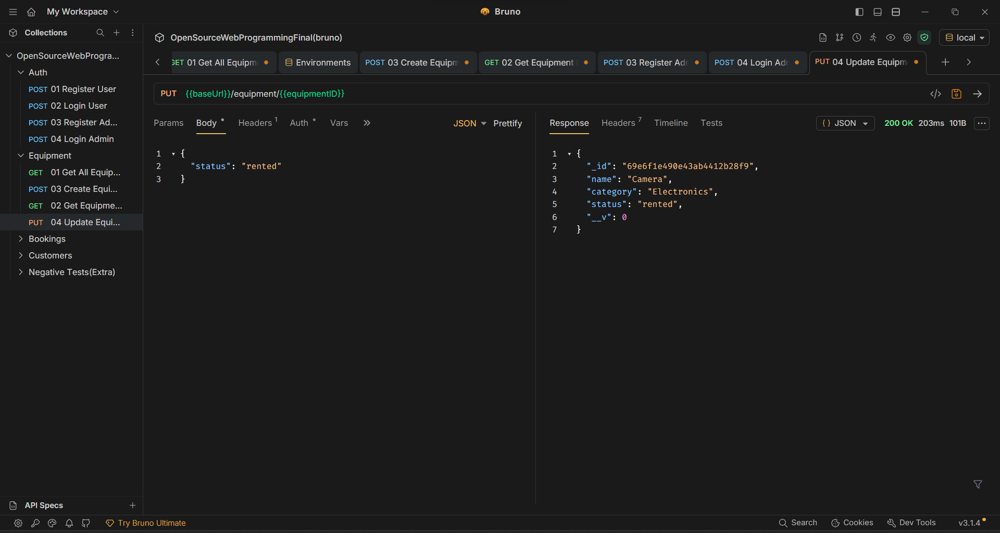 My Workspace
Bruno
Collections
OpenSourceWebProgrammingFinal(bruno)
local
OpenSourceWebProgra...
Auth
POST 01 Register User
POST 02 Login User
POST 03 Register Ad...
POST 04 Login Admin
Equipment
GET 01 Get All Equip...
POST 03 Create Equi...
GET 02 Get Equipme...
PUT 04 Update Equi...
Bookings
Customers
Negative Tests(Extra)
GET 01 Get All Equipm
Environments
POST 03 Create Equipm
GET 02 Get Equipment
POST 03 Register Adr
POST 04 Login Adr
PUT 04 Update Equipm
PUT {{baseUrl}}/equipment/{{equipmentID}}
Params
Body
Headers 1
Auth
Vars
JSON
Prettify
1 {
2 "status": "rented"
3 }
Response
Headers 7
Timeline
Tests
{ } JSON
200 OK 203ms 101B
1 {
2 "_id": "69e6f1e490e43ab4412b28f9",
3 "name": "Camera",
4 "category": "Electronics",
5 "status": "rented",
6 "__v": 0
7 }
API Specs
Try Bruno Ultimate
Search
Cookies
Dev Tools
v3.1.4